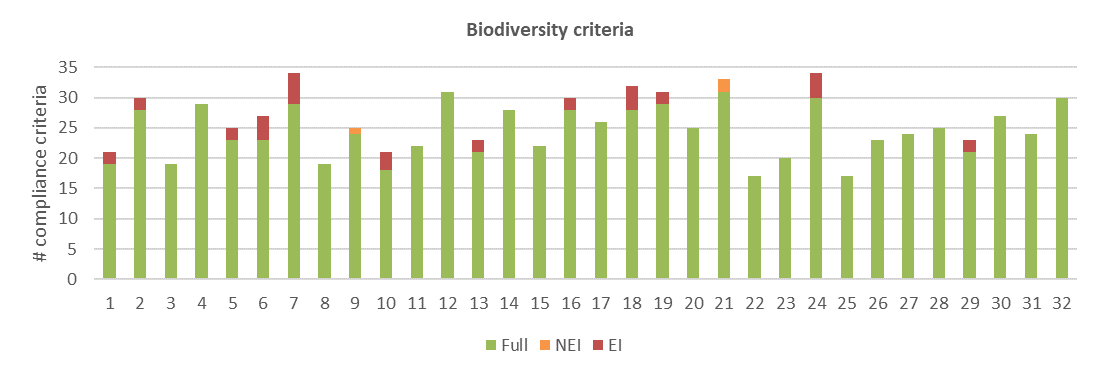 Biodiversity criteria
# compliance criteria
35
30
25
20
15
10
5
0
1 2 3 4 5 6 7 8 9 10 11 12 13 14 15 16 17 18 19 20 21 22 23 24 25 26 27 28 29 30 31 32
Full NEI EI